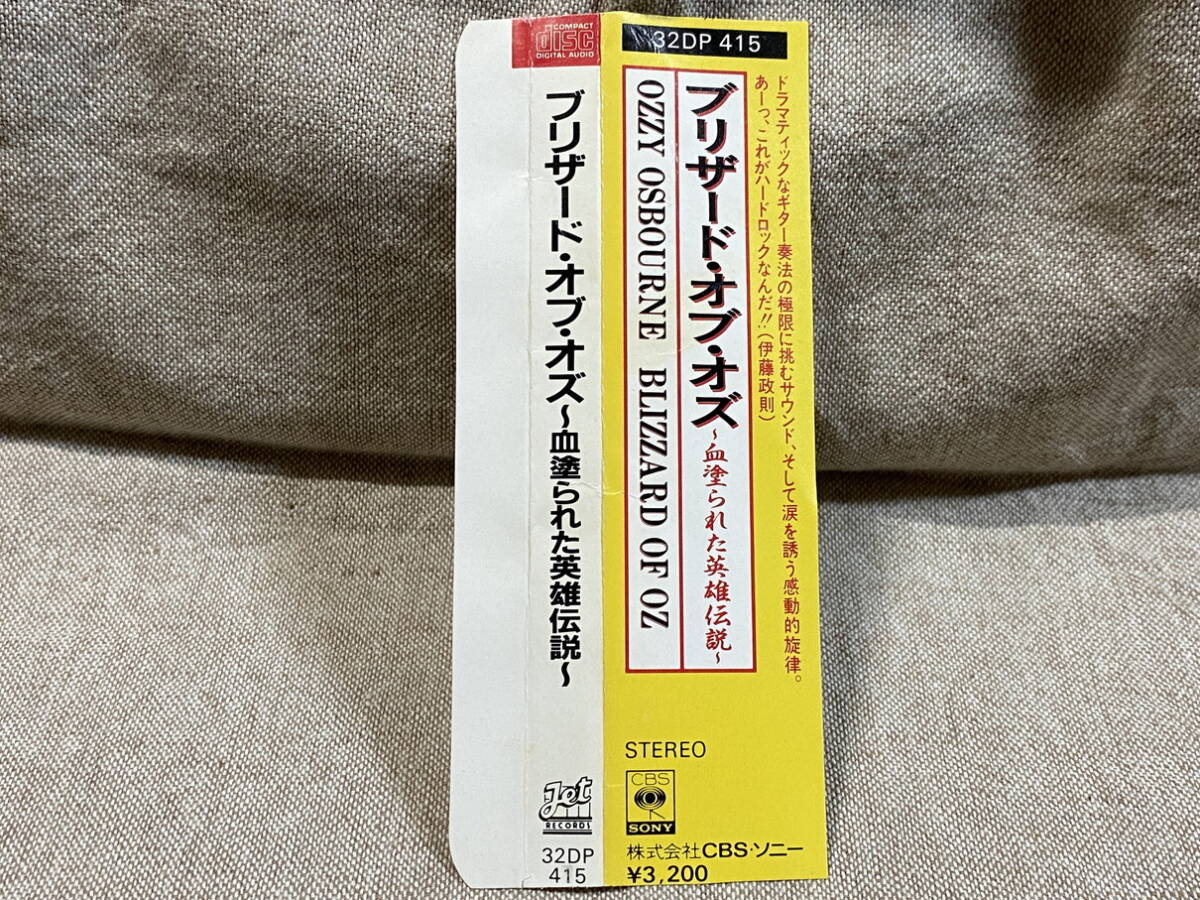 COMPACT
disc
DIGITAL AUDIO
ブリザード・オブ・オズ～血塗られた英雄伝説～
Jet
RECORDS
32DP
415
32DP 415
ドラマティックなギター奏法の極限に挑むサウンド、そして涙を誘う感動的旋律。
あーっ、これがハードロックなんだ!!（伊藤政則）
ブリザード・オブ・オズ～血塗られた英雄伝説～
OZZY OSBOURNE BLIZZARD OF OZ
STEREO
CBS
SONY
株式会社CBS・ソニー
¥3,200